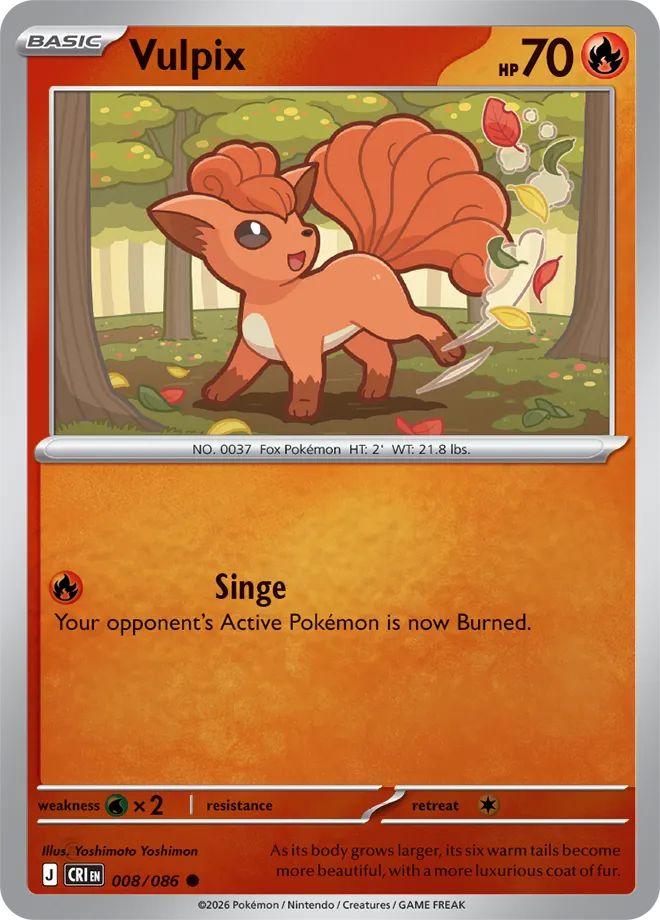 BASIC
Vulpix
HP 70
NO. 0037 Fox Pokémon HT: 2' WT: 21.8 lbs.
Singe
Your opponent's Active Pokémon is now Burned.
weakness ×2 resistance retreat
Illus. Yoshimoto Yoshimon
As its body grows larger, its six warm tails become
more beautiful, with a more luxurious coat of fur.
J CRI EN 008/086
©2026 Pokémon / Nintendo / Creatures / GAME FREAK